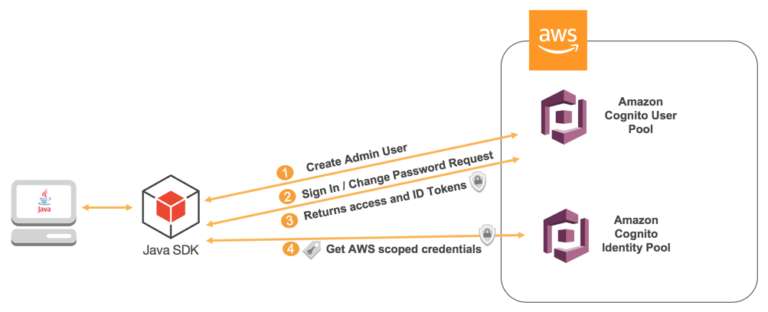 aws
Amazon
Cognito User
Pool
1 Create Admin User
2 Sign In / Change Password Request
3 Returns access and ID Tokens
Java
Java SDK
4 Get AWS scoped credentials
Amazon
Cognito
Identity Pool